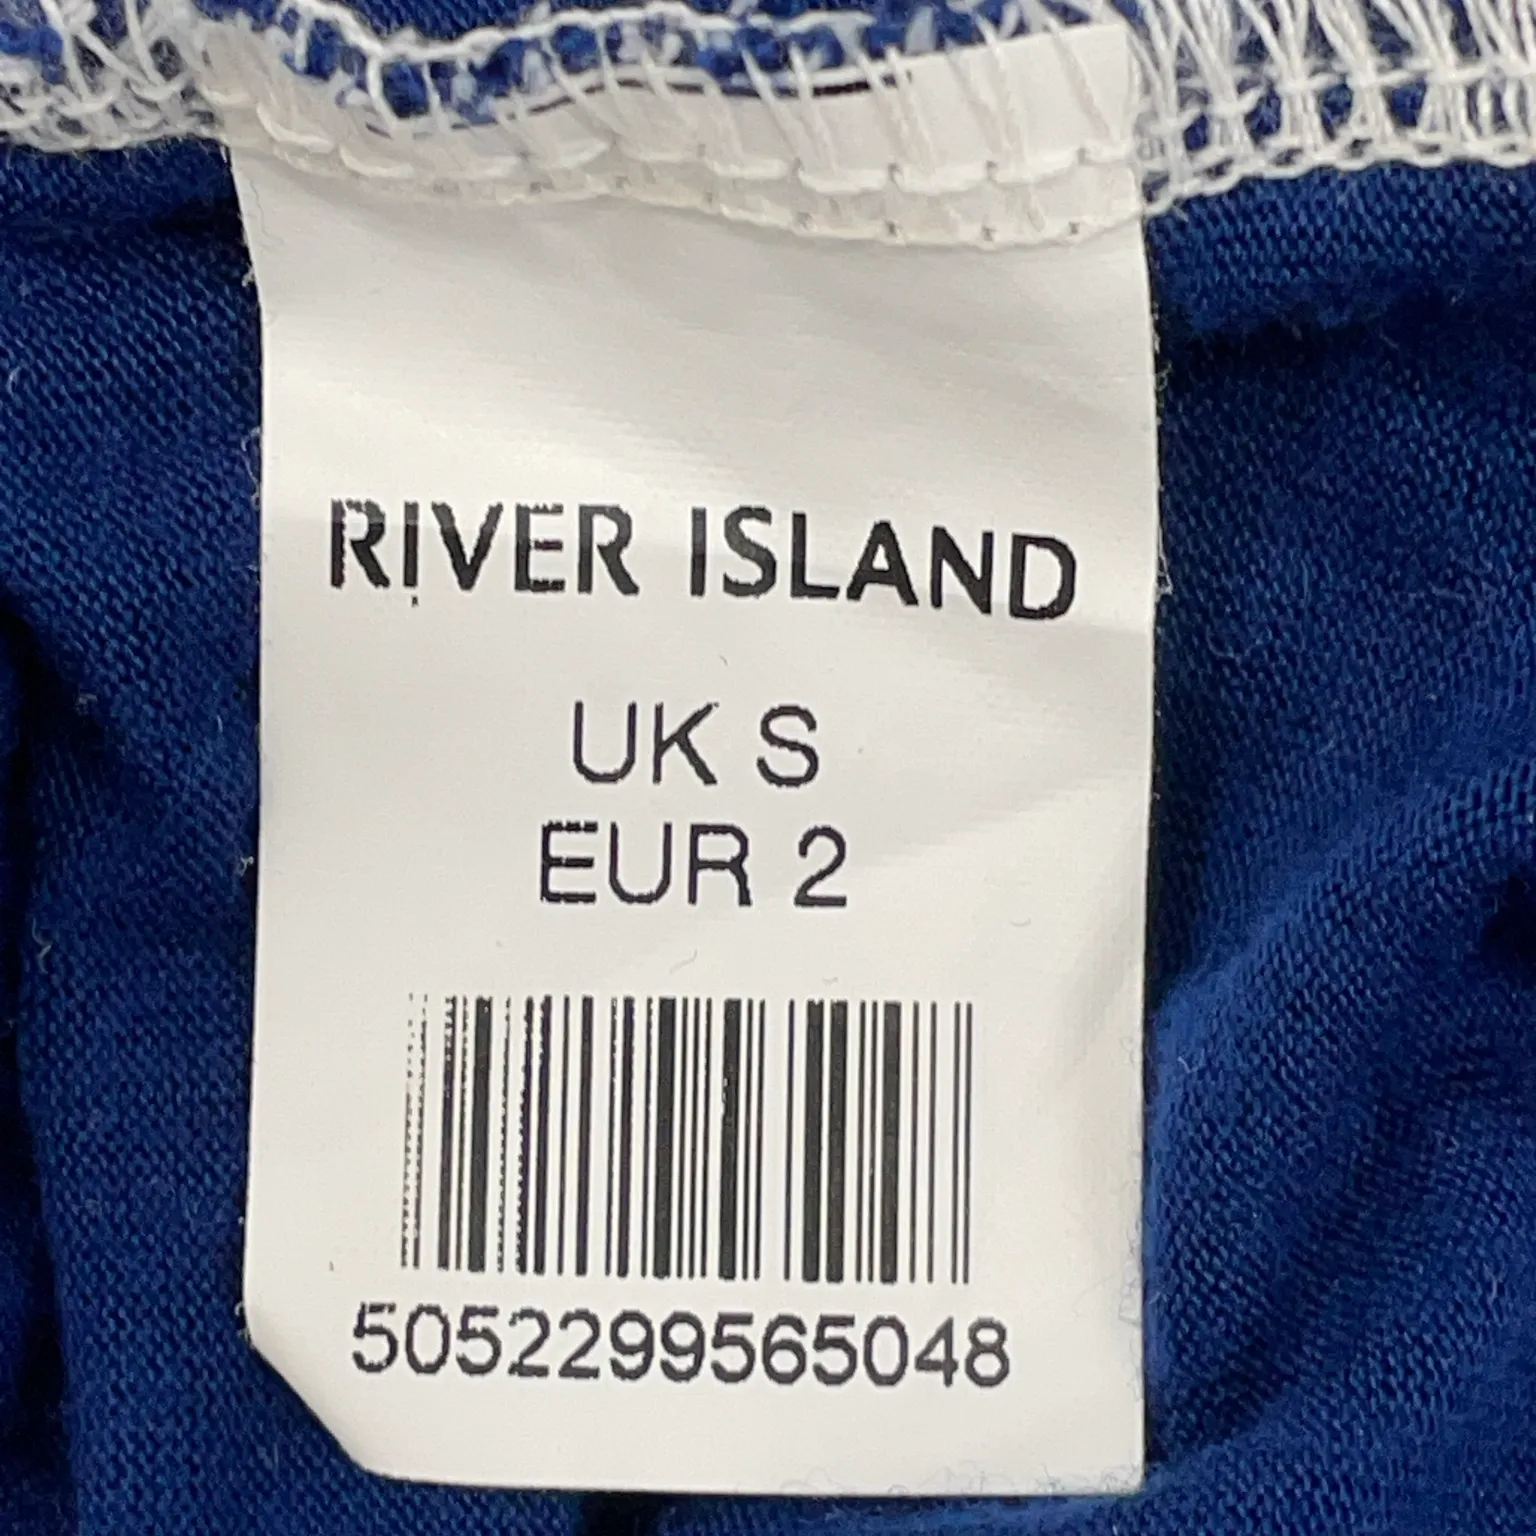 RIVER ISLAND
UK S
EUR 2
5052299565048